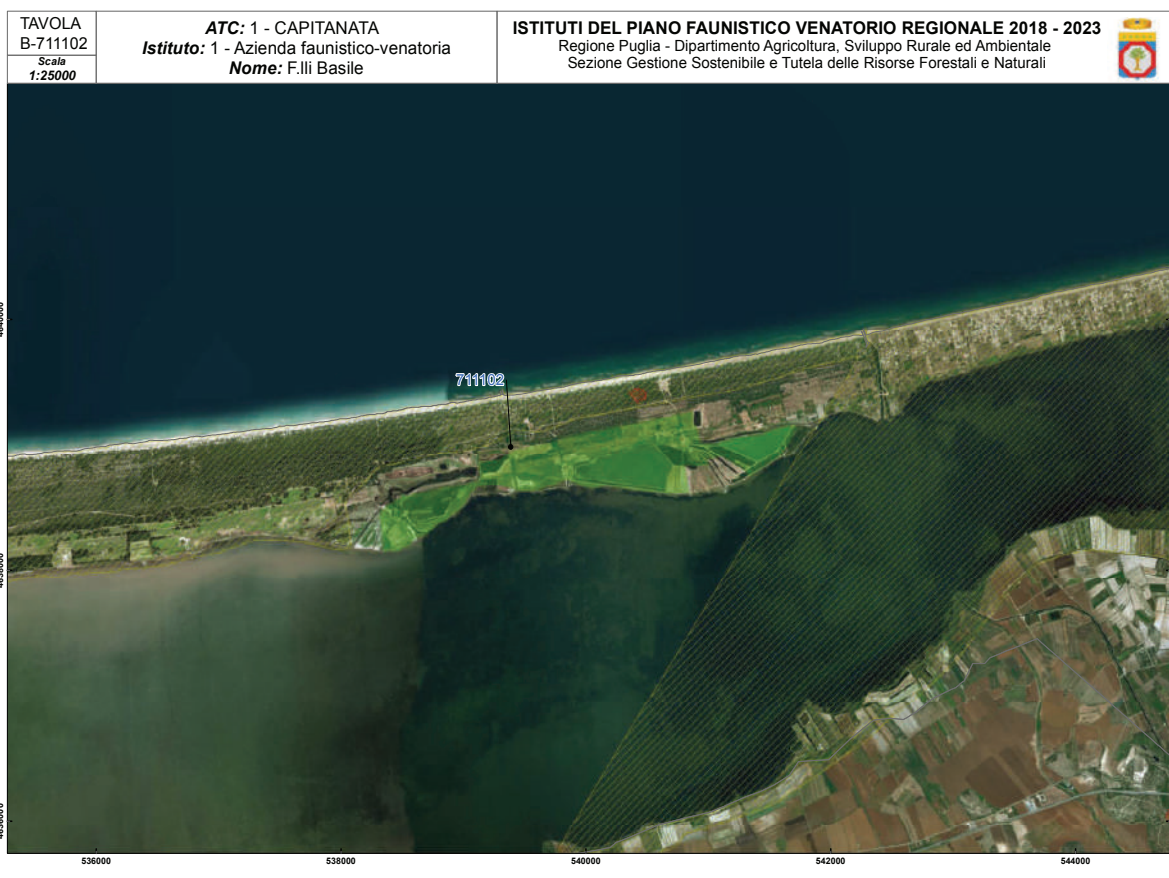 TAVOLA
B-711102
Scala
1:25000
ATC: 1 - CAPITANATA
Istituto: 1 - Azienda faunistico-venatoria
Nome: F.lli Basile
ISTITUTI DEL PIANO FAUNISTICO VENATORIO REGIONALE 2018 - 2023
Regione Puglia - Dipartimento Agricoltura, Sviluppo Rurale ed Ambientale
Sezione Gestione Sostenibile e Tutela delle Risorse Forestali e Naturali
711102
536000
538000
540000
542000
544000